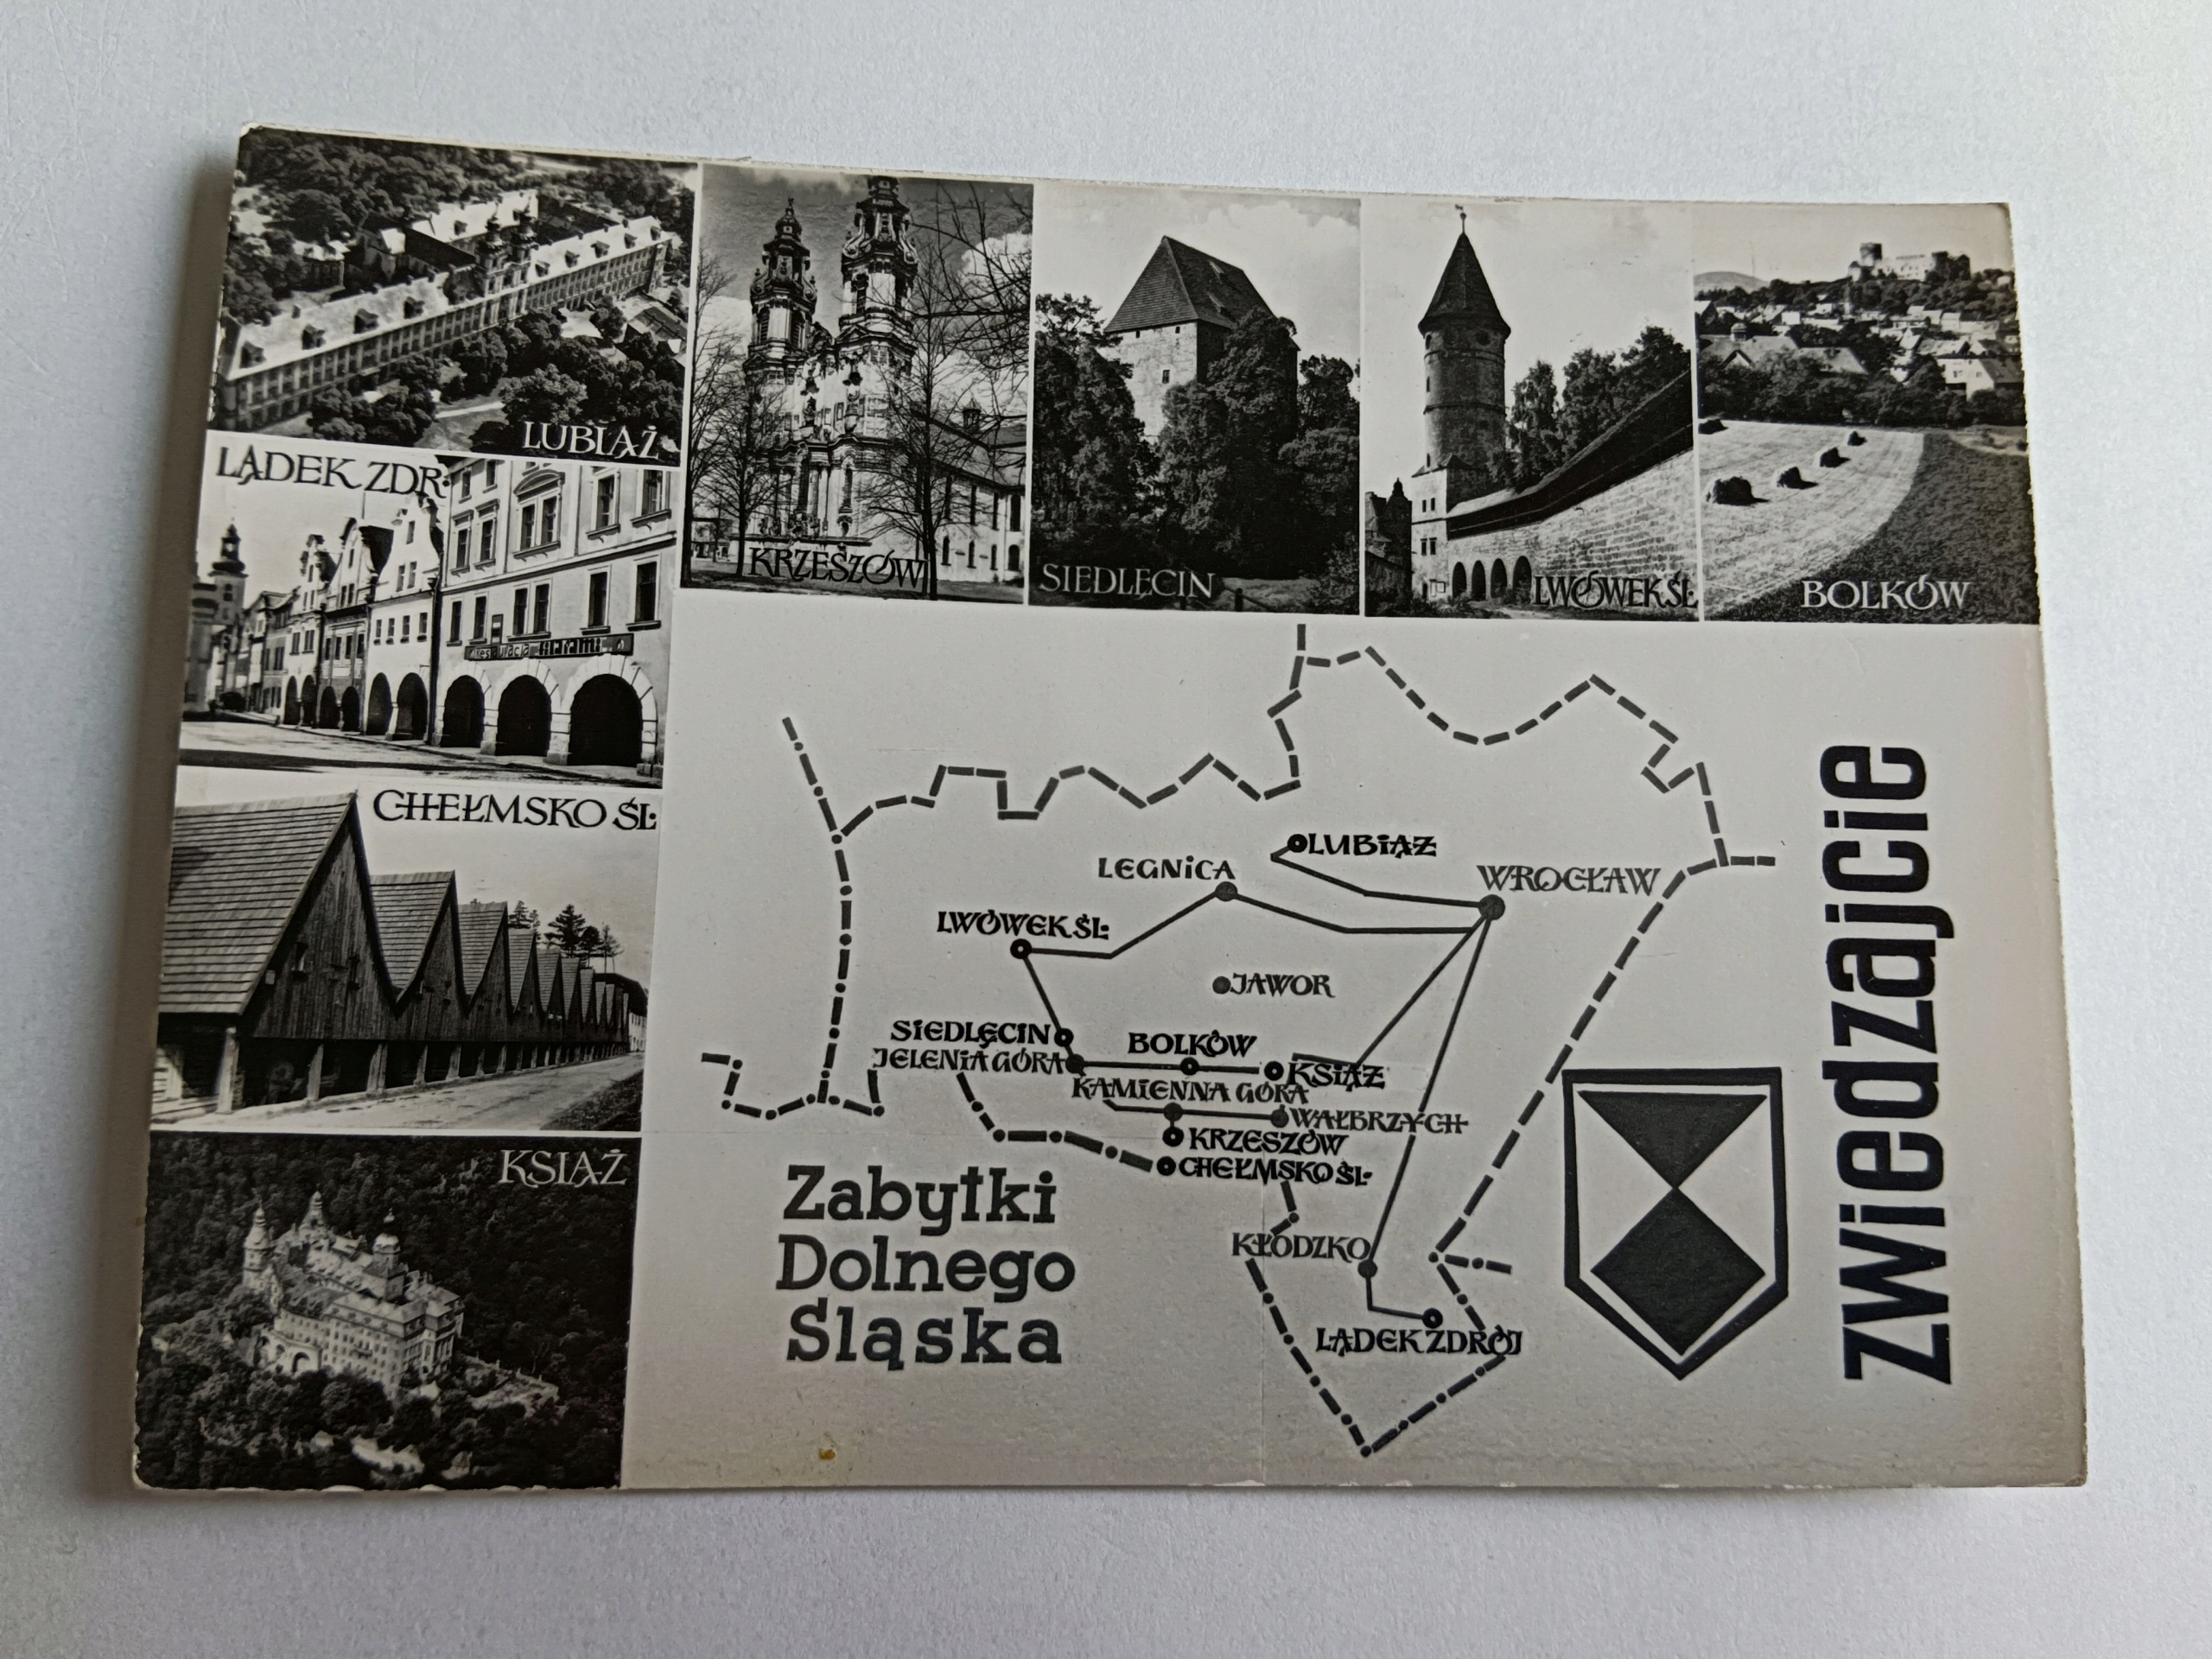 LUBIĄŻ
KRZESZÓW
SIEDLĘCIN
LWÓWEK ŚL.
BOLKÓW
LĄDEK ZDR.
CHEŁMSKO ŚL.
KSIĄŻ
LUBIĄŻ
LEGNICA
WROCŁAW
LWÓWEK ŚL.
JAWOR
SIEDLĘCIN
BOLKÓW
JELENIA GÓRA
KSIĄŻ
KAMIENNA GÓRA
WAŁBRZYCH
KRZESZÓW
CHEŁMSKO ŚL.
KŁODZKO
LĄDEK ZDRÓJ
Zabytki
Dolnego
Śląska
zwiedzajcie